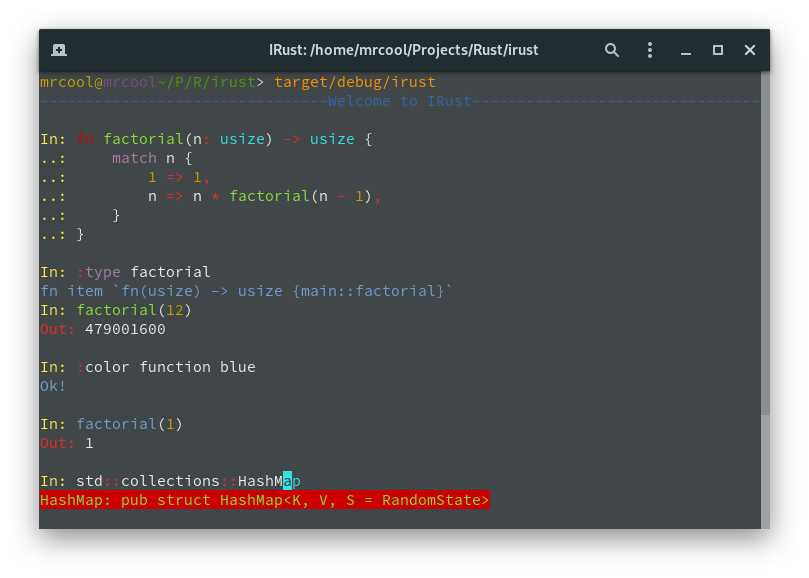 IRust: /home/mrcool/Projects/Rust/irust
mrcool@mrcool~/P/R/irust> target/debug/irust
--------------------------------Welcome to IRust--------------------------------
In: fn factorial(n: usize) -> usize {
..:     match n {
..:         1 => 1,
..:         n => n * factorial(n - 1),
..:     }
..: }
In: :type factorial
fn item `fn(usize) -> usize {main::factorial}`
In: factorial(12)
Out: 479001600
In: :color function blue
Ok!
In: factorial(1)
Out: 1
In: std::collections::HashMap
HashMap: pub struct HashMap<K, V, S = RandomState>